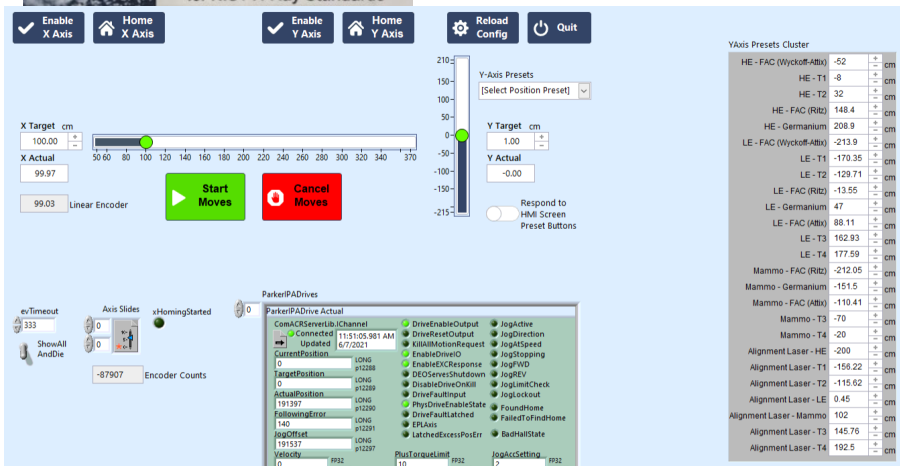 Enable X Axis
Home X Axis
Enable Y Axis
Home Y Axis
Reload Config
Quit
210
150
100
50
0
-50
-100
-150
-215
Y-Axis Presets
[Select Position Preset]
X Target cm
100.00
50 60 80 100 120 140 160 180 200 220 240 260 280 300 320 340 370
X Actual
99.97
99.03 Linear Encoder
Start Moves
Cancel Moves
Y Target cm
1.00
Y Actual
-0.00
Respond to
HMI Screen
Preset Buttons
YAxis Presets Cluster
HE - FAC (Wyckoff-Attix) -52 cm
HE - T1 -8 cm
HE - T2 32 cm
HE - FAC (Ritz) 148.4 cm
HE - Germanium 208.9 cm
LE - FAC (Wyckoff-Attix) -213.9 cm
LE - T1 -170.35 cm
LE - T2 -129.71 cm
LE - FAC (Ritz) -13.55 cm
LE - Germanium 47 cm
LE - FAC (Attix) 88.11 cm
LE - T3 162.93 cm
LE - T4 177.59 cm
Mammo - FAC (Ritz) -212.05 cm
Mammo - Germanium -151.5 cm
Mammo - FAC (Attix) -110.41 cm
Mammo - T3 -70 cm
Mammo - T4 -20 cm
Alignment Laser - HE -200 cm
Alignment Laser - T1 -156.22 cm
Alignment Laser - T2 -115.62 cm
Alignment Laser - LE 0.45 cm
Alignment Laser - Mammo 102 cm
Alignment Laser - T3 145.76 cm
Alignment Laser - T4 192.5 cm
evTimeout
333
ShowAll
AndDie
Axis Slides
0
0
xHomingStarted
-87907 Encoder Counts
ParkerIPADrives
0
ParkerIPADrive Actual
ComACRServerLib.IChannel
Connected
Updated
11:51:05.981 AM
6/7/2021
CurrentPosition
0 LONG p12288
TargetPosition
0 LONG p12289
ActualPosition
191397 LONG p12290
FollowingError
140 LONG p12291
JogOffset
191537 LONG p12297
Velocity
0 FP32
DriveEnableOutput
DriveResetOutput
KillAllMotionRequest
EnableDriveIO
EnableEXCResponse
DEOServesShutdown
DisableDriveOnKill
DriveFaultInput
PhysDriveEnableState
DriveFaultLatched
EPLAxis
LatchedExcessPosErr
PlusTorqueLimit
10 FP32
JogActive
JogDirection
JogAtSpeed
JogStopping
JogFWD
JogREV
JogLimitCheck
JogLockout
FoundHome
FailedToFindHome
BadHallState
JogAccSetting
2 FP32